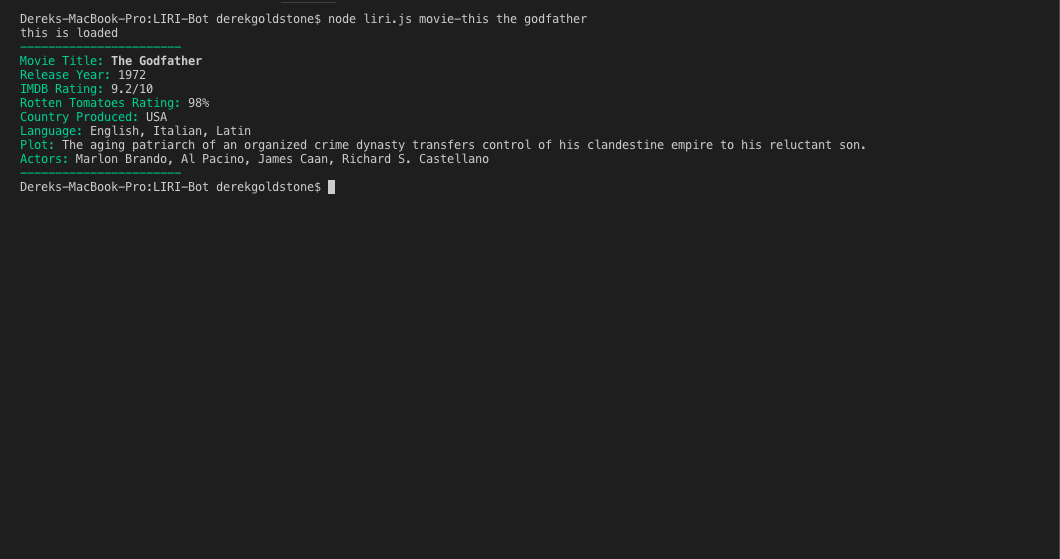 Dereks-MacBook-Pro:LIRI-Bot derekgoldstone$ node liri.js movie-this the godfather
this is loaded
-----------------------
Movie Title: The Godfather
Release Year: 1972
IMDB Rating: 9.2/10
Rotten Tomatoes Rating: 98%
Country Produced: USA
Language: English, Italian, Latin
Plot: The aging patriarch of an organized crime dynasty transfers control of his clandestine empire to his reluctant son.
Actors: Marlon Brando, Al Pacino, James Caan, Richard S. Castellano
-----------------------
Dereks-MacBook-Pro:LIRI-Bot derekgoldstone$